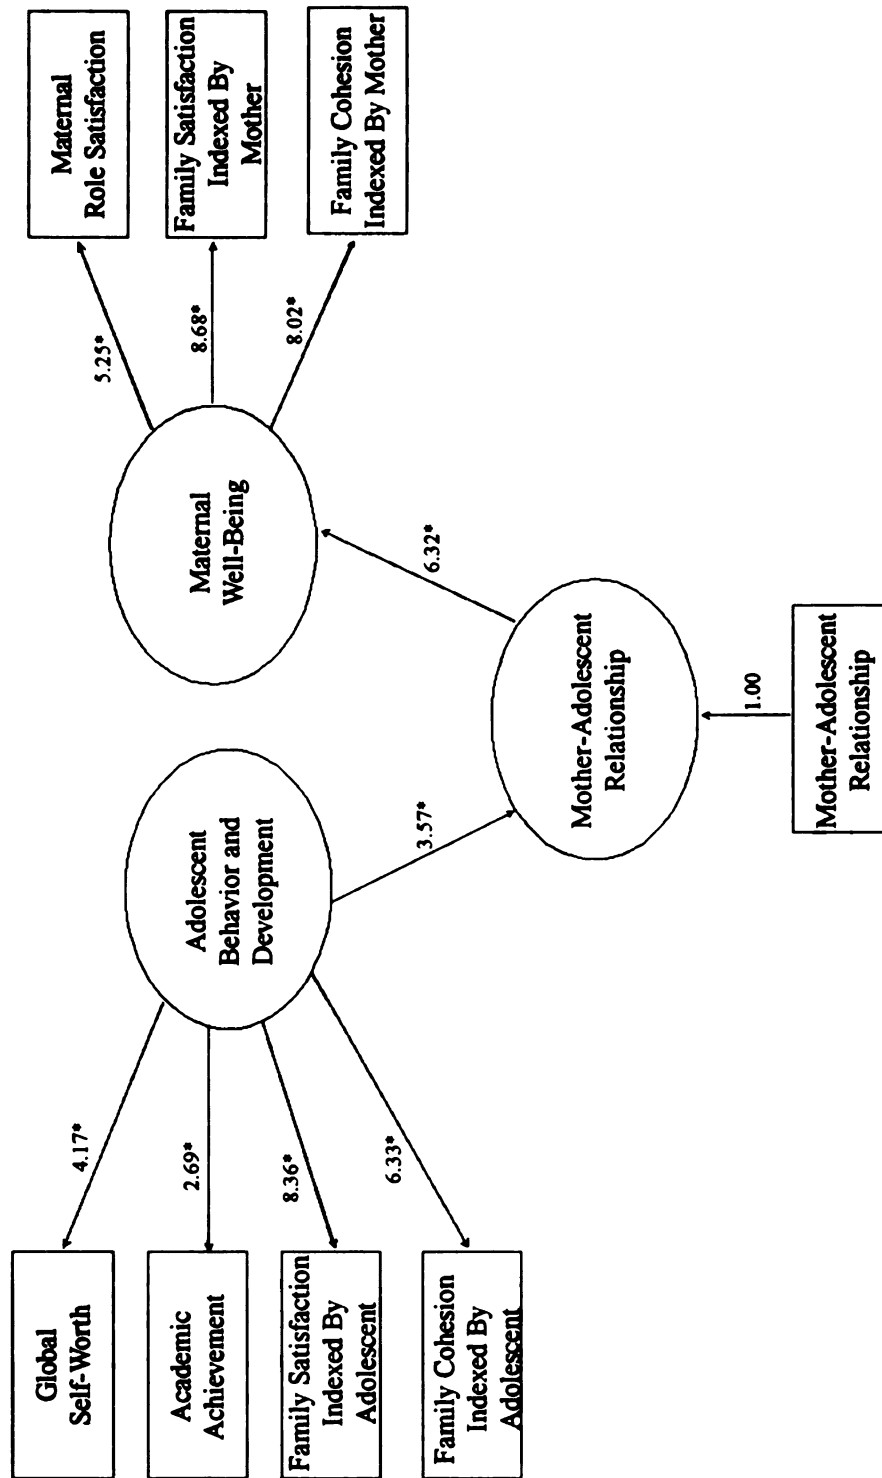 Global
Self-Worth
Academic
Achievement
Family Satisfaction
Indexed By
Adolescent
Family Cohesion
Indexed By
Adolescent
4.17*
2.69*
8.36*
6.33*
Adolescent
Behavior and
Development
3.57*
Mother-Adolescent
Relationship
1.00
Mother-Adolescent
Relationship
6.32*
Maternal
Well-Being
5.25*
8.68*
8.02*
Maternal
Role Satisfaction
Family Satisfaction
Indexed By
Mother
Family Cohesion
Indexed By Mother